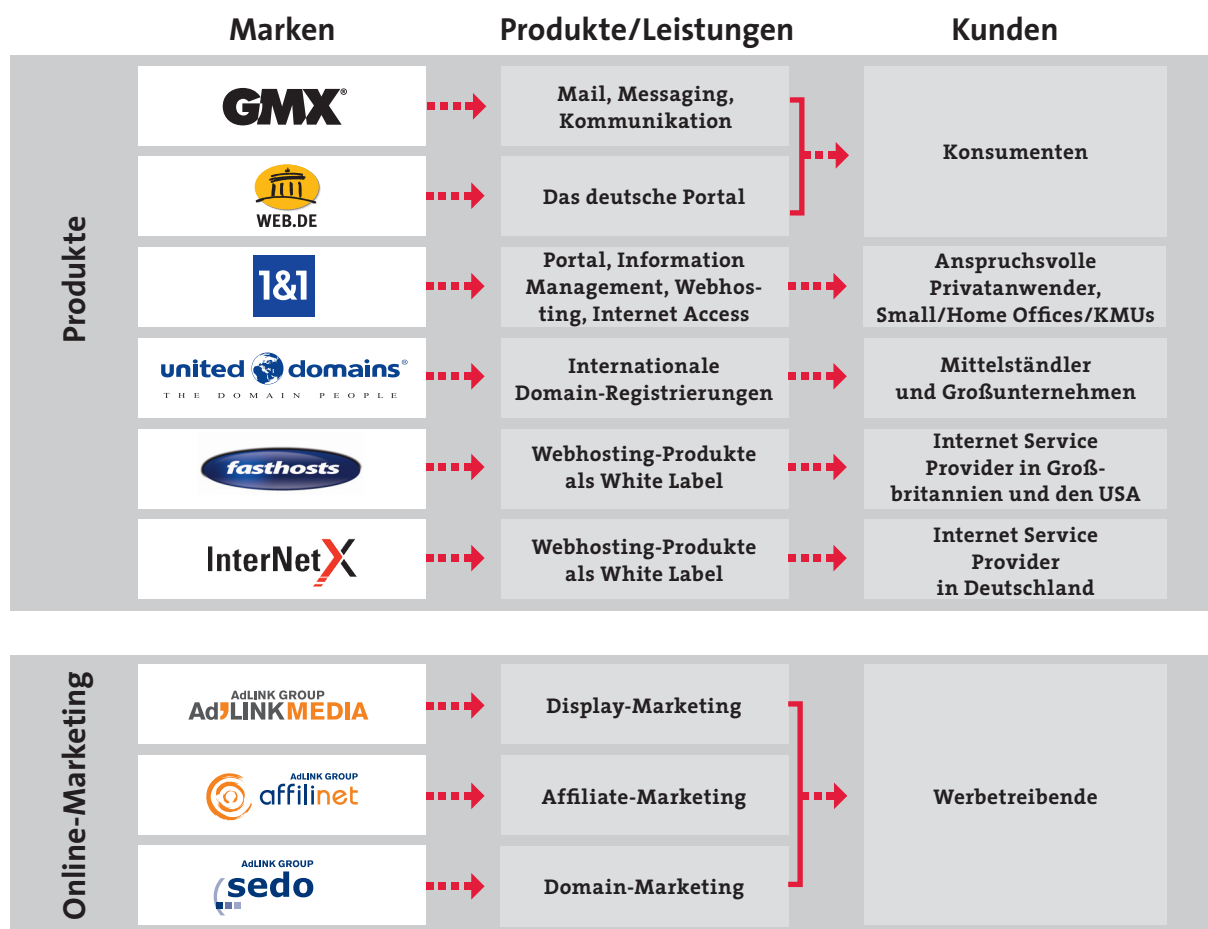 Marken Produkte/Leistungen Kunden
Produkte
GMX®
Mail, Messaging,
Kommunikation
Konsumenten
WEB.DE
Das deutsche Portal
1&1
Portal, Information
Management, Webhos-
ting, Internet Access
Anspruchsvolle
Privatanwender,
Small/Home Offices/KMUs
united domains®
THE DOMAIN PEOPLE
Internationale
Domain-Registrierungen
Mittelständler
und Großunternehmen
fasthosts
Webhosting-Produkte
als White Label
Internet Service
Provider in Groß-
britannien und den USA
InterNetX
Webhosting-Produkte
als White Label
Internet Service
Provider
in Deutschland
Online-Marketing
AdLINK GROUP
Ad'LINK MEDIA
Display-Marketing
AdLINK GROUP
affilinet
Affiliate-Marketing
Werbetreibende
AdLINK GROUP
sedo
Domain-Marketing